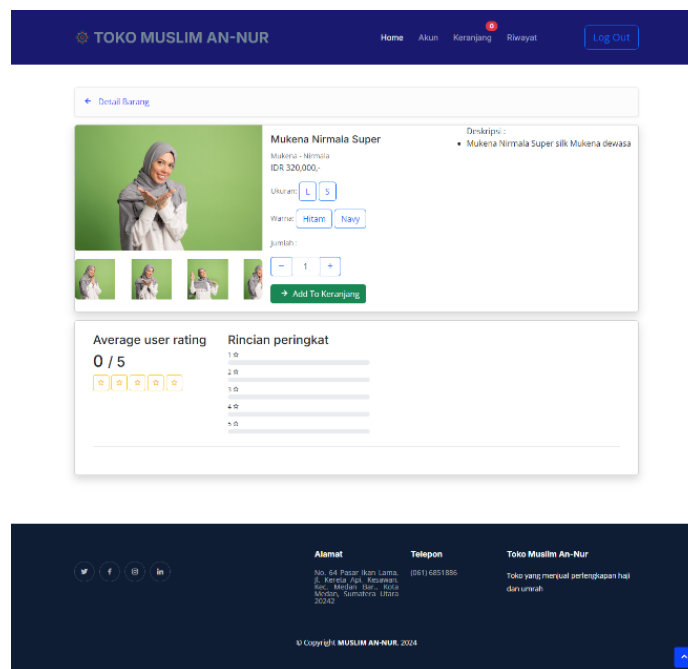 TOKO MUSLIM AN-NUR
Home Akun Keranjang 0 Riwayat Log Out
← Detail Barang
Mukena Nirmala Super
Mukena - Nirmala
IDR 320,000,-
Ukuran: L S
Warna: Hitam Navy
Jumlah :
− 1 +
→ Add To Keranjang
Deskripsi :
• Mukena Nirmala Super silk Mukena dewasa
Average user rating
0 / 5
Rincian peringkat
1 ☆
2 ☆
3 ☆
4 ☆
5 ☆
Alamat
No. 64 Pasar Ikan Lama,
Jl. Kereta Api, Kesawan,
Kec. Medan Bar., Kota
Medan, Sumatera Utara
20242
Telepon
(061) 6851886
Toko Muslim An-Nur
Toko yang menjual perlengkapan haji
dan umrah
© Copyright MUSLIM AN-NUR. 2024